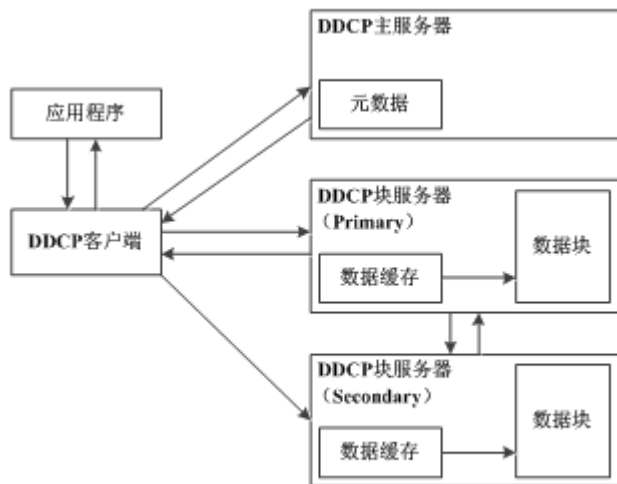 DDCP主服务器
元数据
应用程序
DDCP客户端
DDCP块服务器
（Primary）
数据块
数据缓存
DDCP块服务器
（Secondary）
数据块
数据缓存